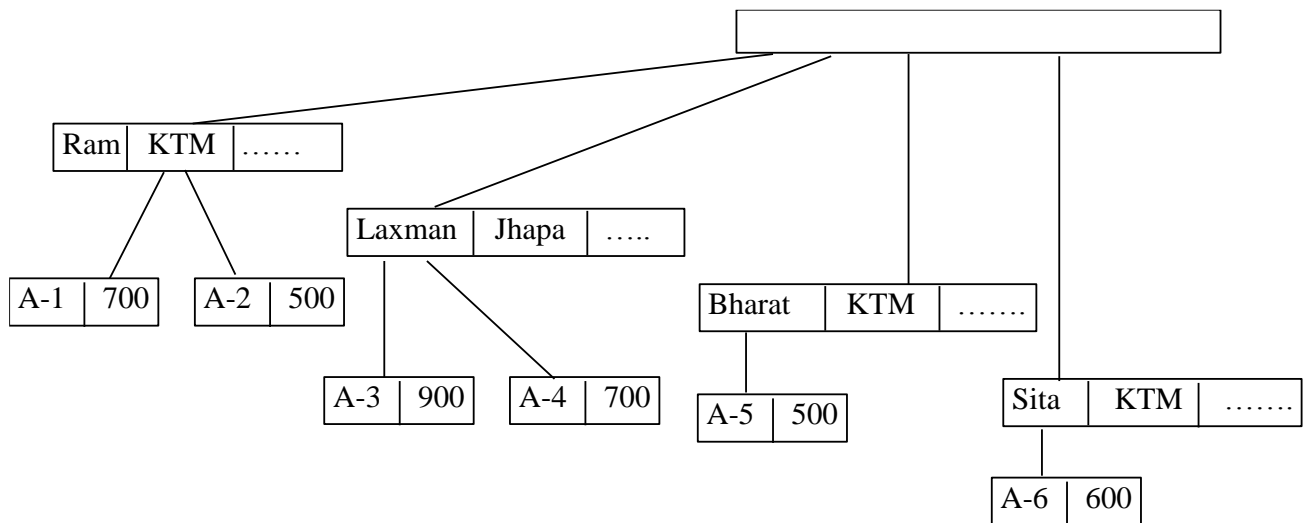 Ram KTM ……
Laxman Jhapa …..
A-1 700 A-2 500
Bharat KTM …….
A-3 900 A-4 700
Sita KTM …….
A-5 500
A-6 600